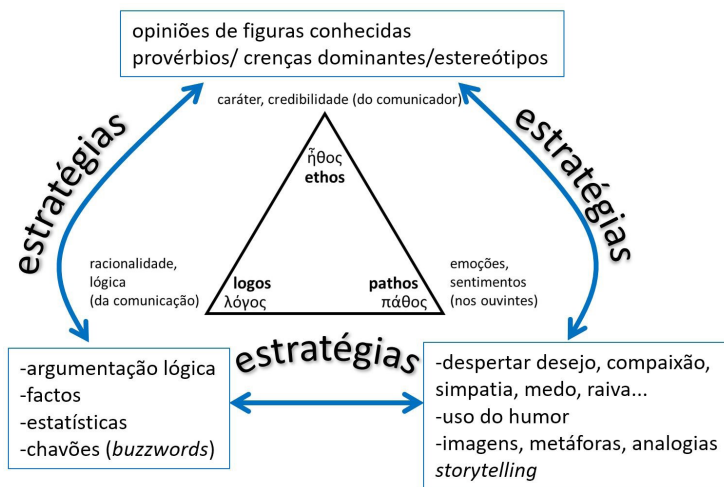 opiniões de figuras conhecidas
provérbios/ crenças dominantes/estereótipos
caráter, credibilidade (do comunicador)
estratégias
estratégias
ἦθος
ethos
racionalidade,
lógica
(da comunicação)
logos
λόγος
pathos
πάθος
emoções,
sentimentos
(nos ouvintes)
estratégias
-argumentação lógica
-factos
-estatísticas
-chavões (buzzwords)
-despertar desejo, compaixão,
simpatia, medo, raiva...
-uso do humor
-imagens, metáforas, analogias
storytelling